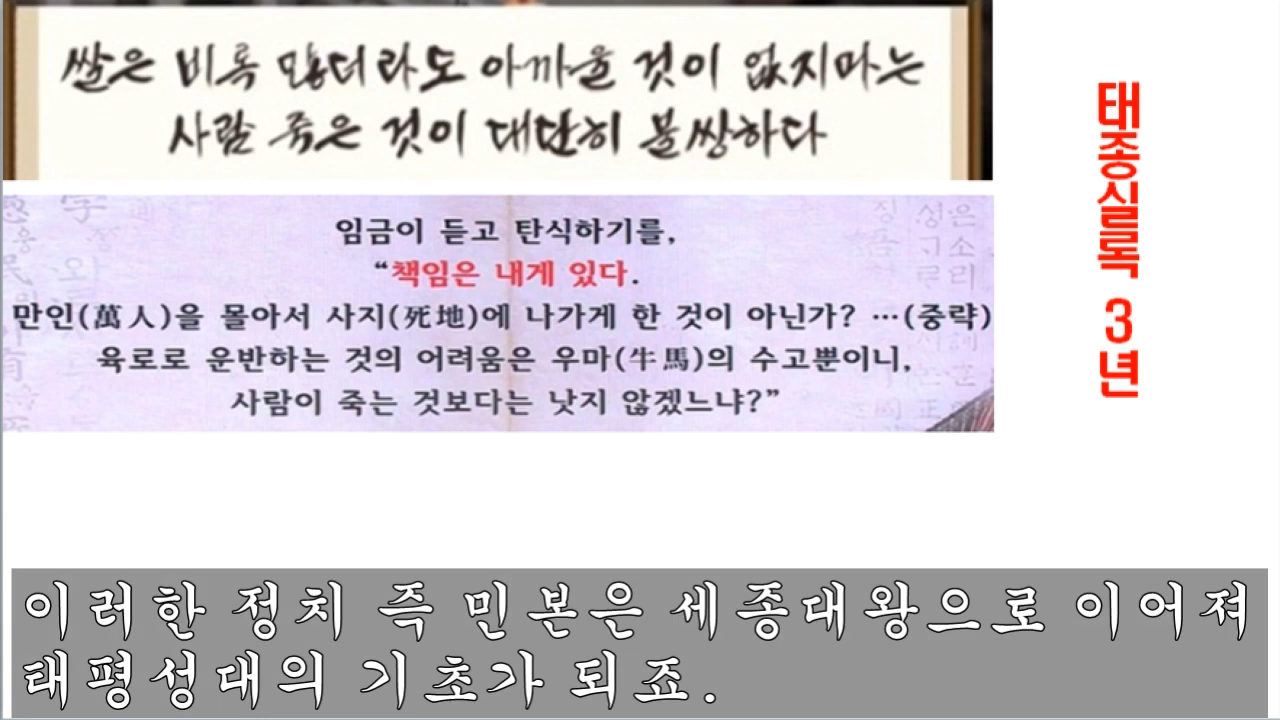 쌀은 비록 많더라도 아까울 것이 없지마는
사람 죽은 것이 대단히 불쌍하다
임금이 듣고 탄식하기를,
“책임은 내게 있다.
만인(萬人)을 몰아서 사지(死地)에 나가게 한 것이 아닌가? …(중략)
육로로 운반하는 것의 어려움은 우마(牛馬)의 수고뿐이니,
사람이 죽는 것보다는 낫지 않겠느냐?”
태종실록 3년
이러한 정치 즉 민본은 세종대왕으로 이어져
태평성대의 기초가 되죠.